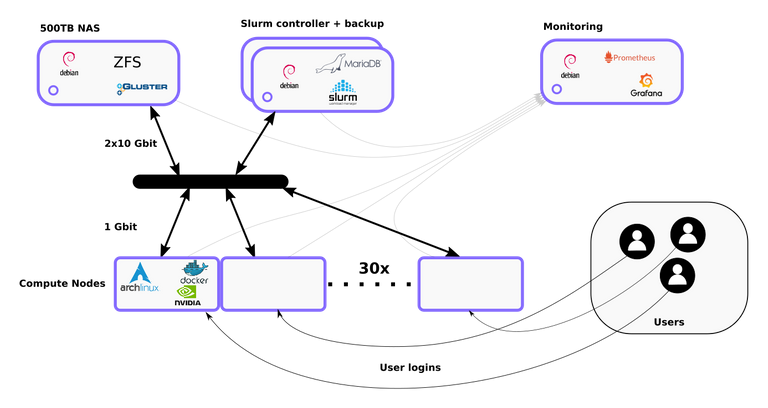 500TB NAS
debian
ZFS
GLUSTER
Slurm controller + backup
debian
MariaDB
slurm
workload manager
Monitoring
debian
Prometheus
Grafana
2x10 Gbit
1 Gbit
Compute Nodes
archlinux
docker
NVIDIA
30x
Users
User logins